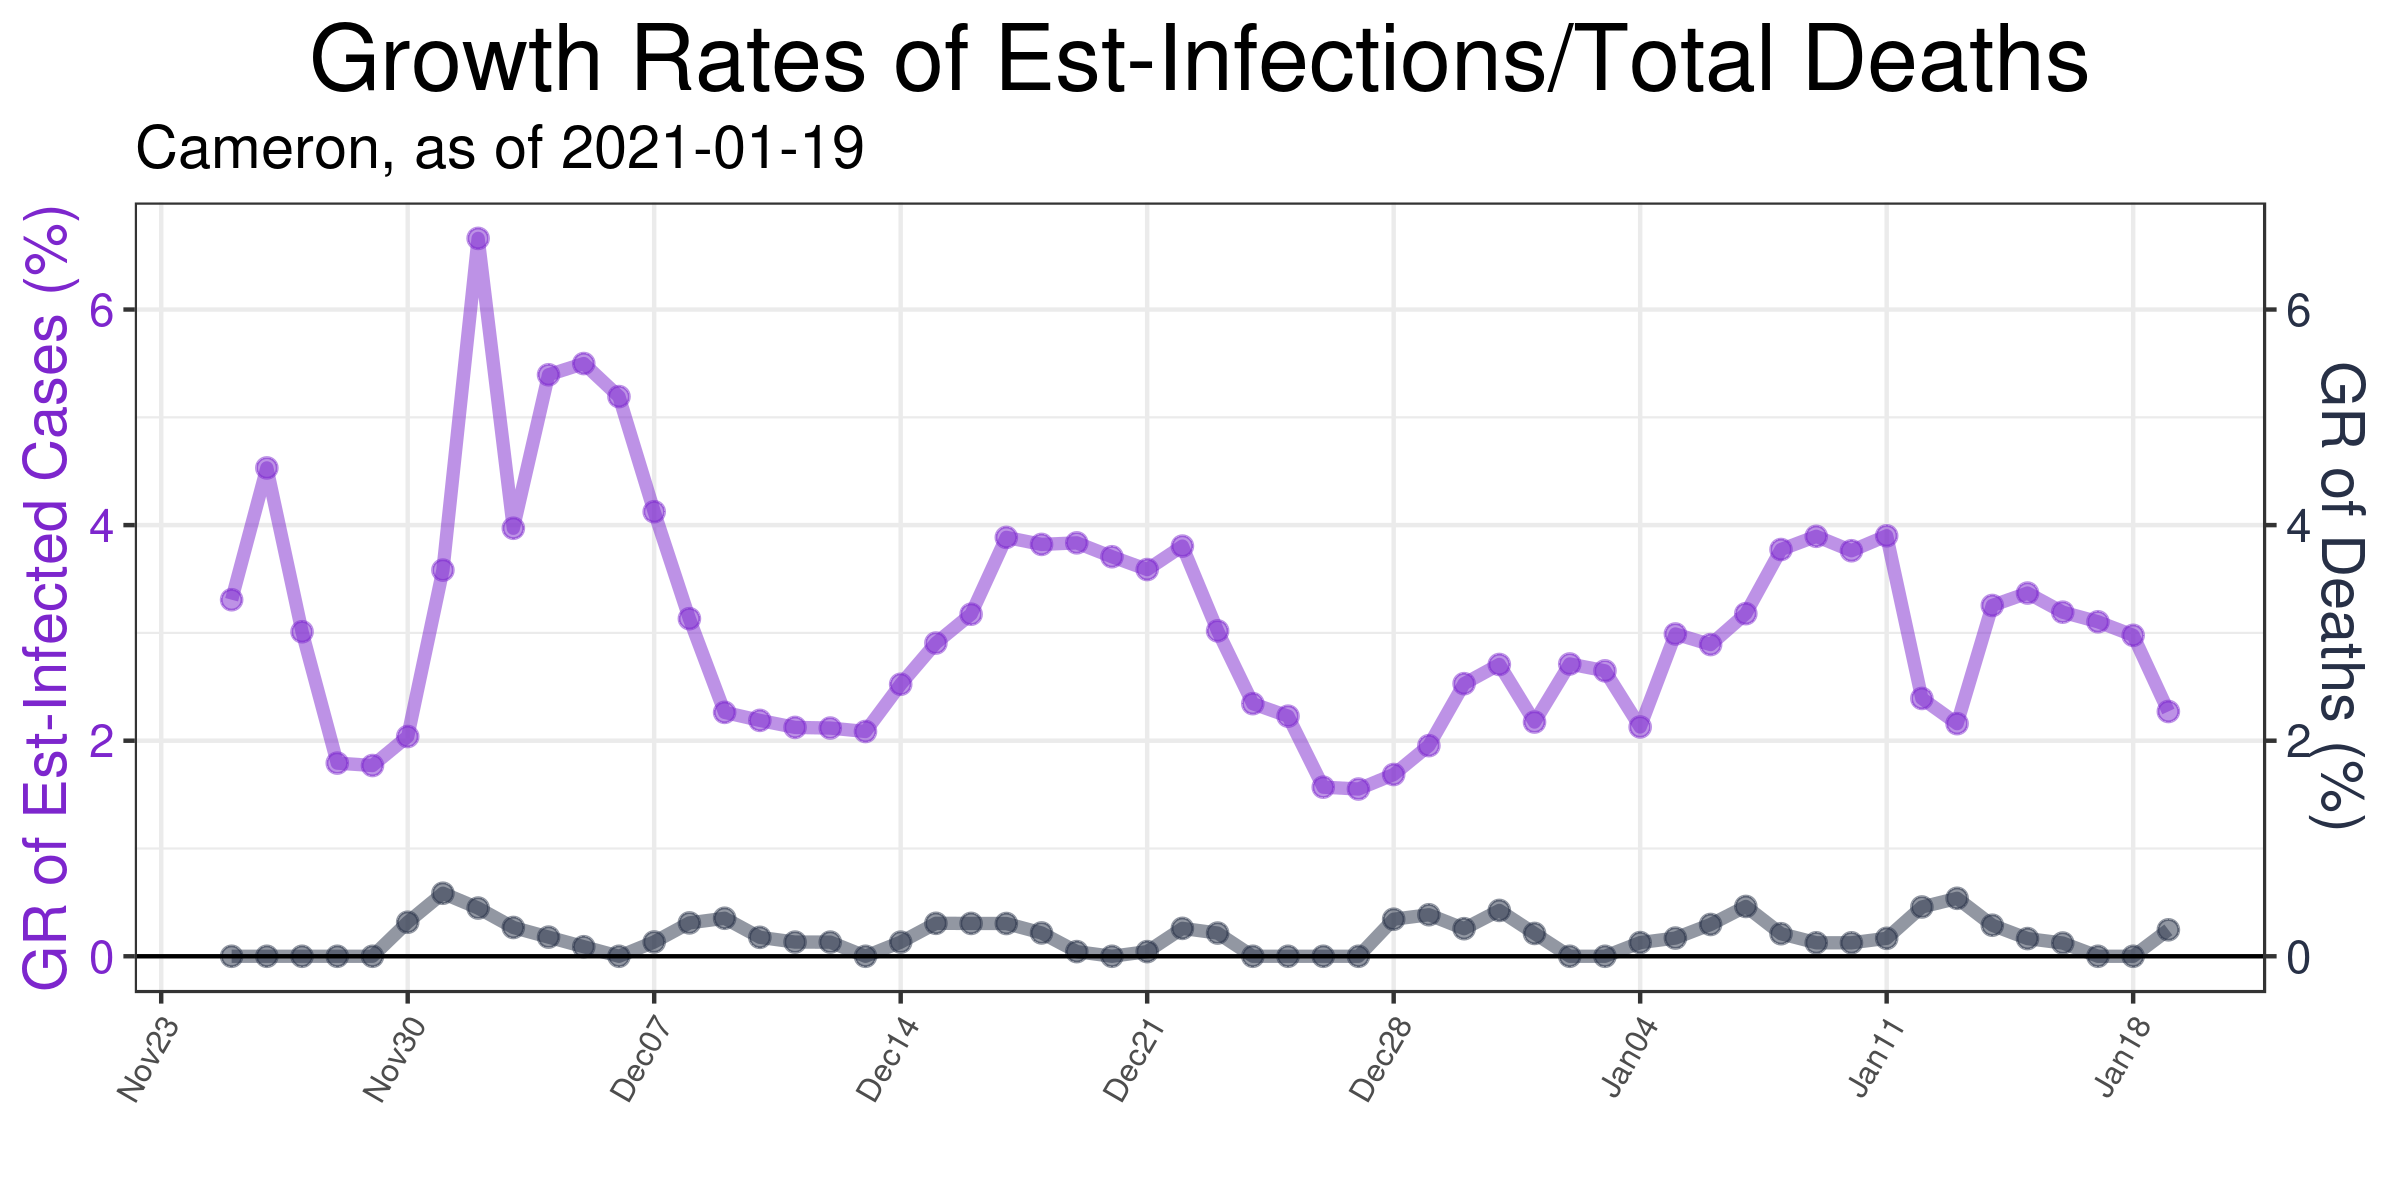 Growth Rates of Est-Infections/Total Deaths
Cameron, as of 2021-01-19
GR of Est-Infected Cases (%)
6
4
2
0
6
4
2
0
GR of Deaths (%)
Nov23
Nov30
Dec07
Dec14
Dec21
Dec28
Jan04
Jan11
Jan18